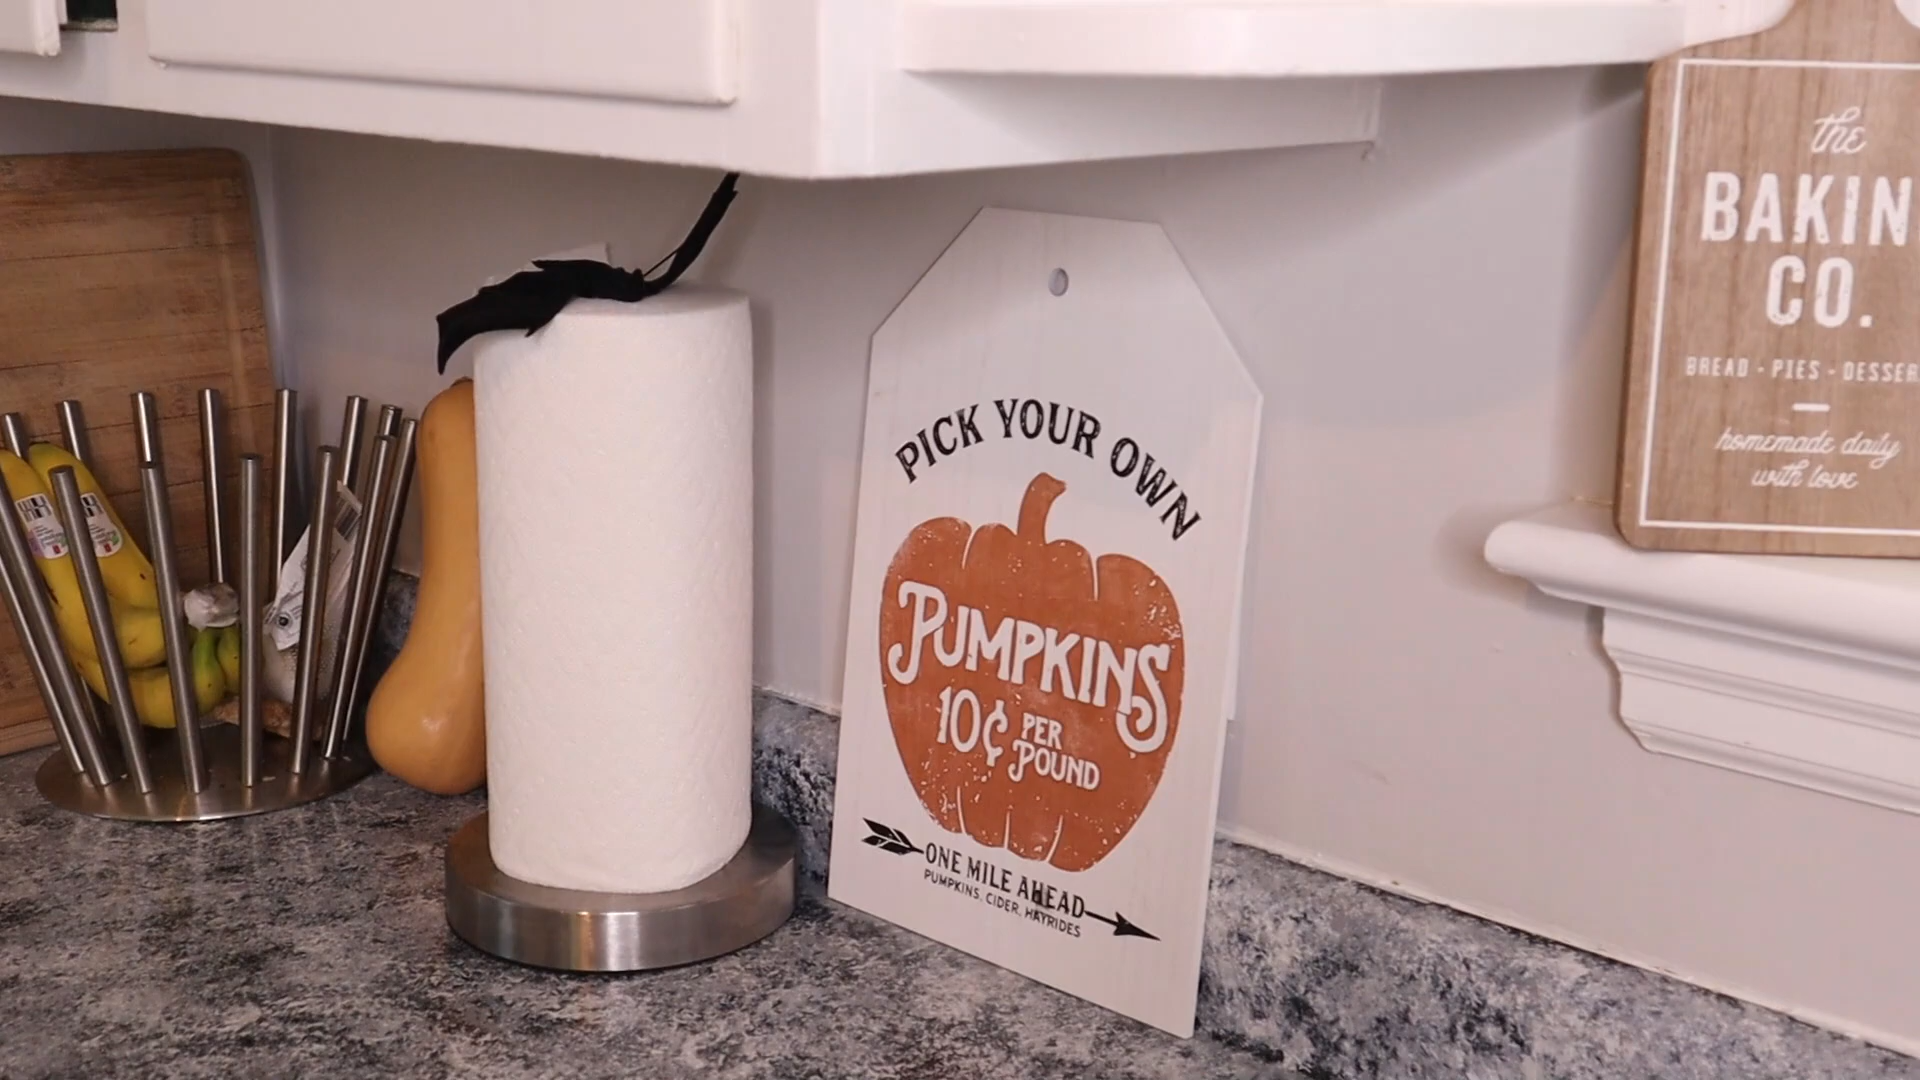 PICK YOUR OWN
PUMPKINS
10¢ PER
POUND
ONE MILE AHEAD
PUMPKINS, CIDER, HAYRIDES
the
BAKIN
CO.
BREAD - PIES - DESSER
homemade daily
with love